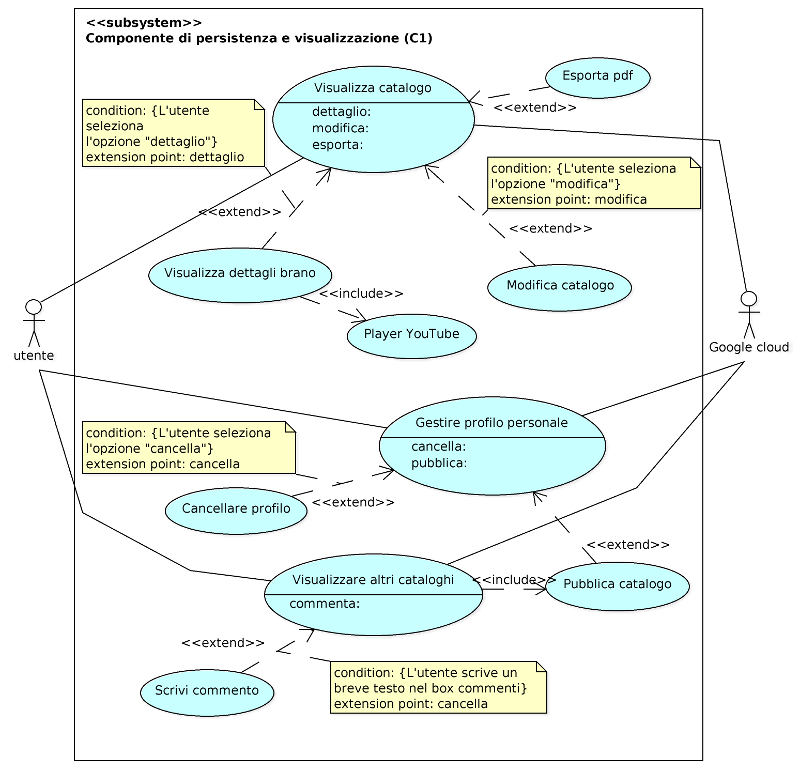 <<subsystem>>
Componente di persistenza e visualizzazione (C1)
Esporta pdf
Visualizza catalogo
<<extend>>
condition: {L'utente
seleziona
l'opzione "dettaglio"}
extension point: dettaglio
dettaglio:
modifica:
esporta:
condition: {L'utente seleziona
l'opzione "modifica"}
extension point: modifica
<<extend>>
<<extend>>
Visualizza dettagli brano
Modifica catalogo
<<include>>
Player YouTube
utente
Google cloud
Gestire profilo personale
cancella:
pubblica:
condition: {L'utente seleziona
l'opzione "cancella"}
extension point: cancella
<<extend>>
Cancellare profilo
<<extend>>
Visualizzare altri cataloghi
commenta:
<<include>>
Pubblica catalogo
<<extend>>
condition: {L'utente scrive un
breve testo nel box commenti}
extension point: cancella
Scrivi commento